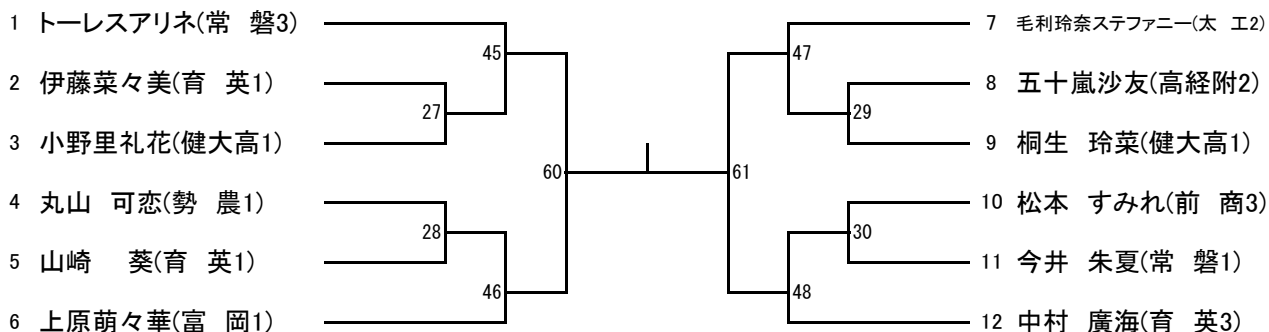 1 トーレスアリネ(常　磐3)
2 伊藤菜々美(育　英1)
3 小野里礼花(健大高1)
4 丸山　可恋(勢　農1)
5 山崎　葵(育　英1)
6 上原萌々華(富　岡1)
45
27
60
28
46
47
29
61
30
48
7 毛利玲奈ステファニー(太　工2)
8 五十嵐沙友(高経附2)
9 桐生　玲菜(健大高1)
10 松本　すみれ(前　商3)
11 今井　朱夏(常　磐1)
12 中村　廣海(育　英3)